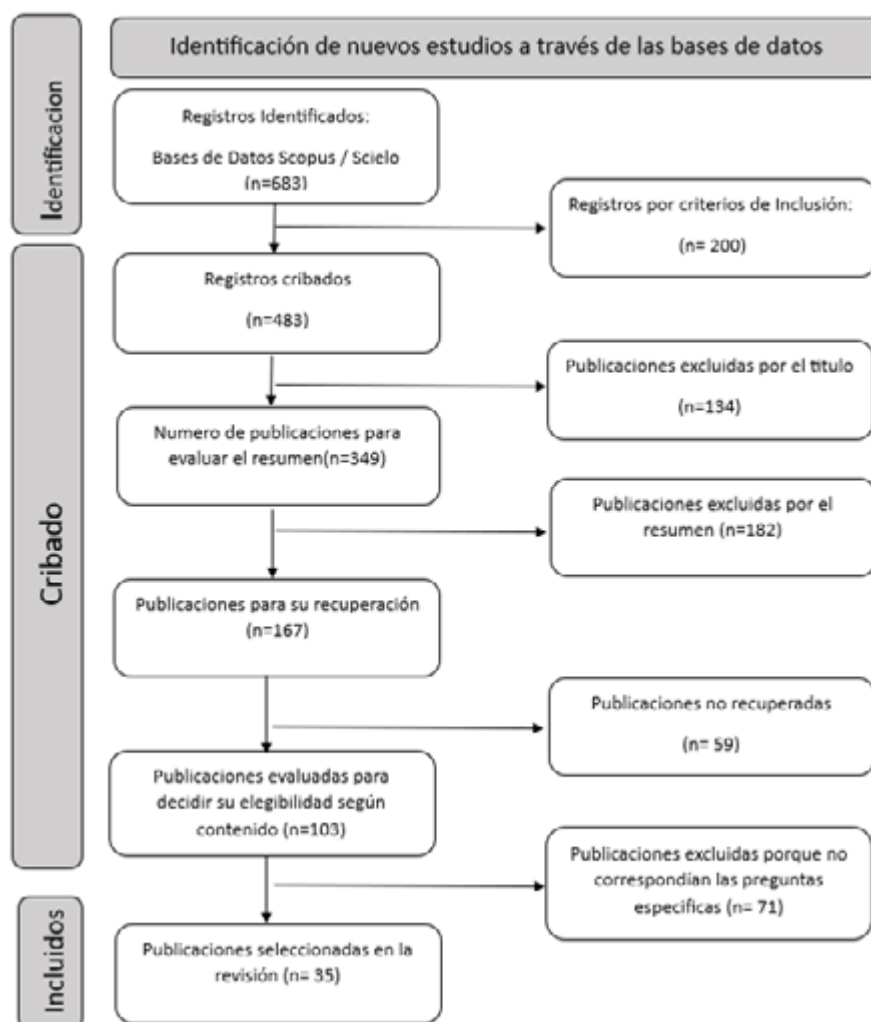 Identificación de nuevos estudios a través de las bases de datos
Identificacion
Registros Identificados:
Bases de Datos Scopus / Scielo
(n=683)
Registros por criterios de Inclusión:
(n= 200)
Cribado
Registros cribados
(n=483)
Publicaciones excluidas por el titulo
(n=134)
Numero de publicaciones para
evaluar el resumen(n=349)
Publicaciones excluidas por el
resumen (n=182)
Publicaciones para su recuperación
(n=167)
Publicaciones no recuperadas
(n= 59)
Publicaciones evaluadas para
decidir su elegibilidad según
contenido (n=103)
Publicaciones excluidas porque no
correspondian las preguntas
especificas (n= 71)
Incluidos
Publicaciones seleccionadas en la
revisión (n= 35)